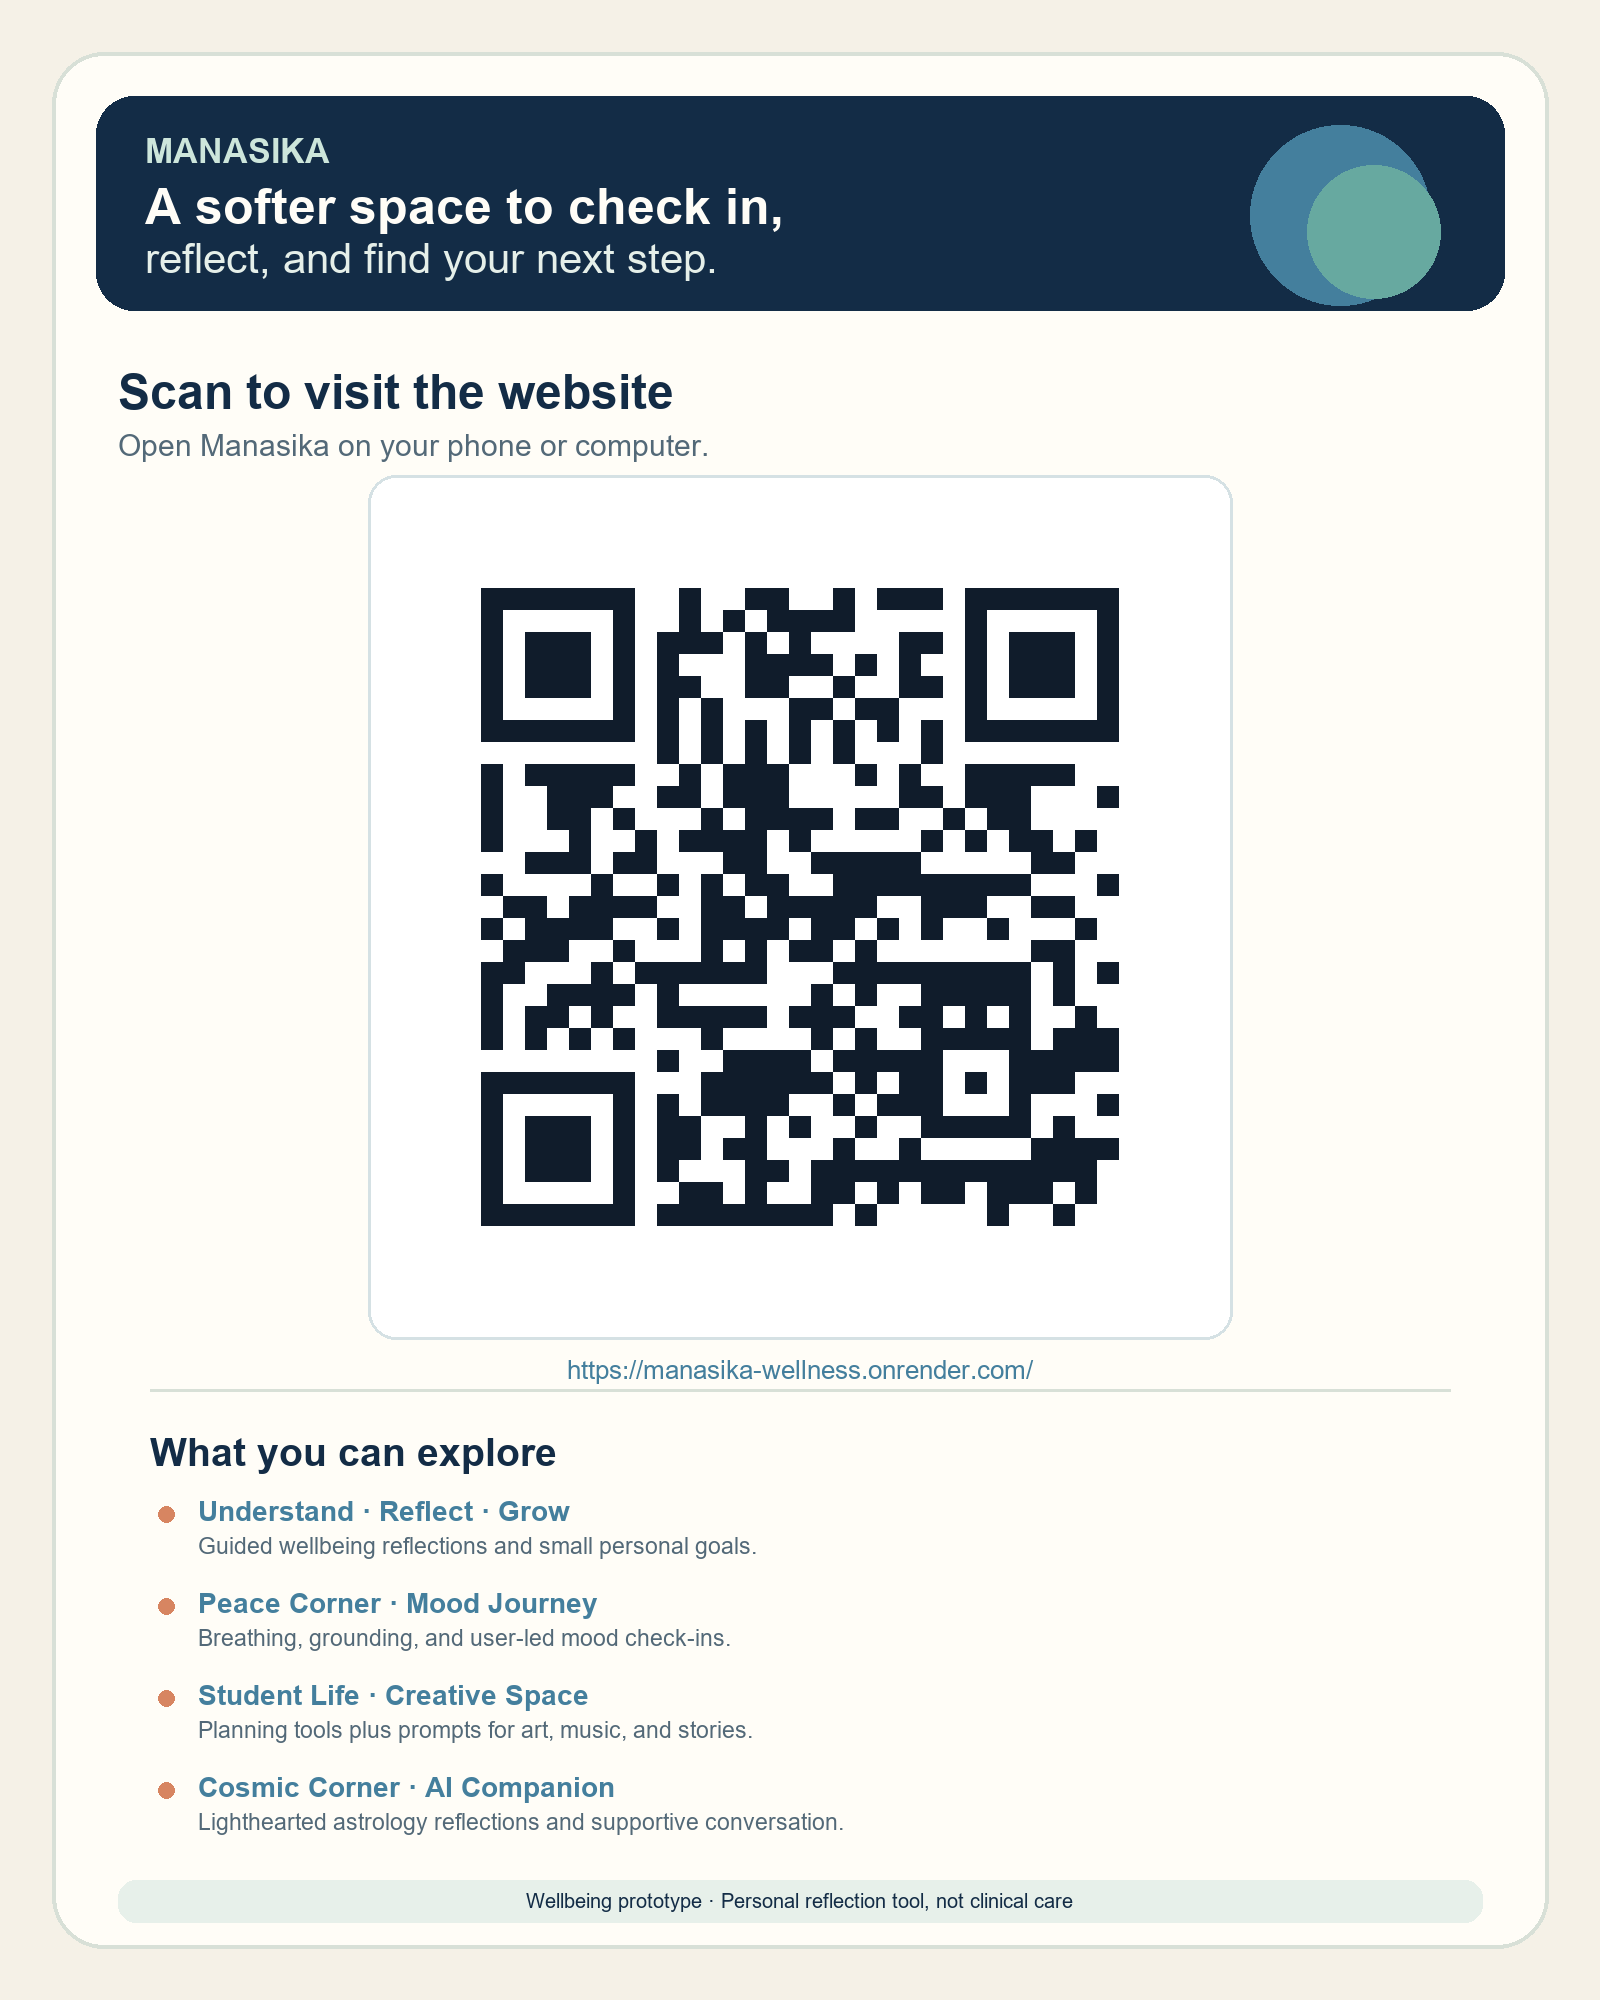 MANASIKA
A softer space to check in,
reflect, and find your next step.
Scan to visit the website
Open Manasika on your phone or computer.
https://manasika-wellness.onrender.com/
What you can explore
Understand · Reflect · Grow
Guided wellbeing reflections and small personal goals.
Peace Corner · Mood Journey
Breathing, grounding, and user-led mood check-ins.
Student Life · Creative Space
Planning tools plus prompts for art, music, and stories.
Cosmic Corner · AI Companion
Lighthearted astrology reflections and supportive conversation.
Wellbeing prototype · Personal reflection tool, not clinical care